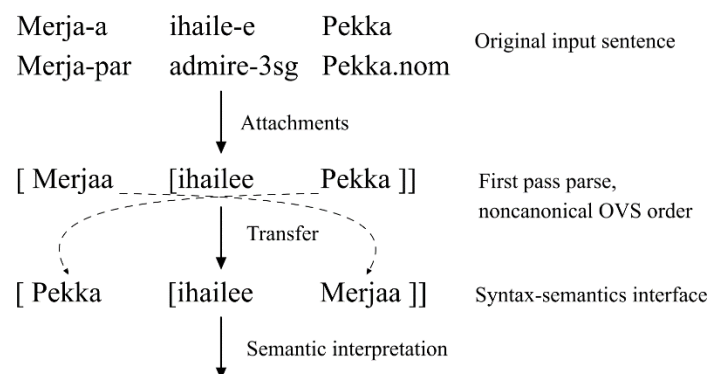 Merja-a ihaile-e Pekka
Original input sentence
Merja-par admire-3sg Pekka.nom
Attachments
[ Merjaa [ihailee Pekka ]]
First pass parse,
noncanonical OVS order
Transfer
[ Pekka [ihailee Merjaa ]]
Syntax-semantics interface
Semantic interpretation